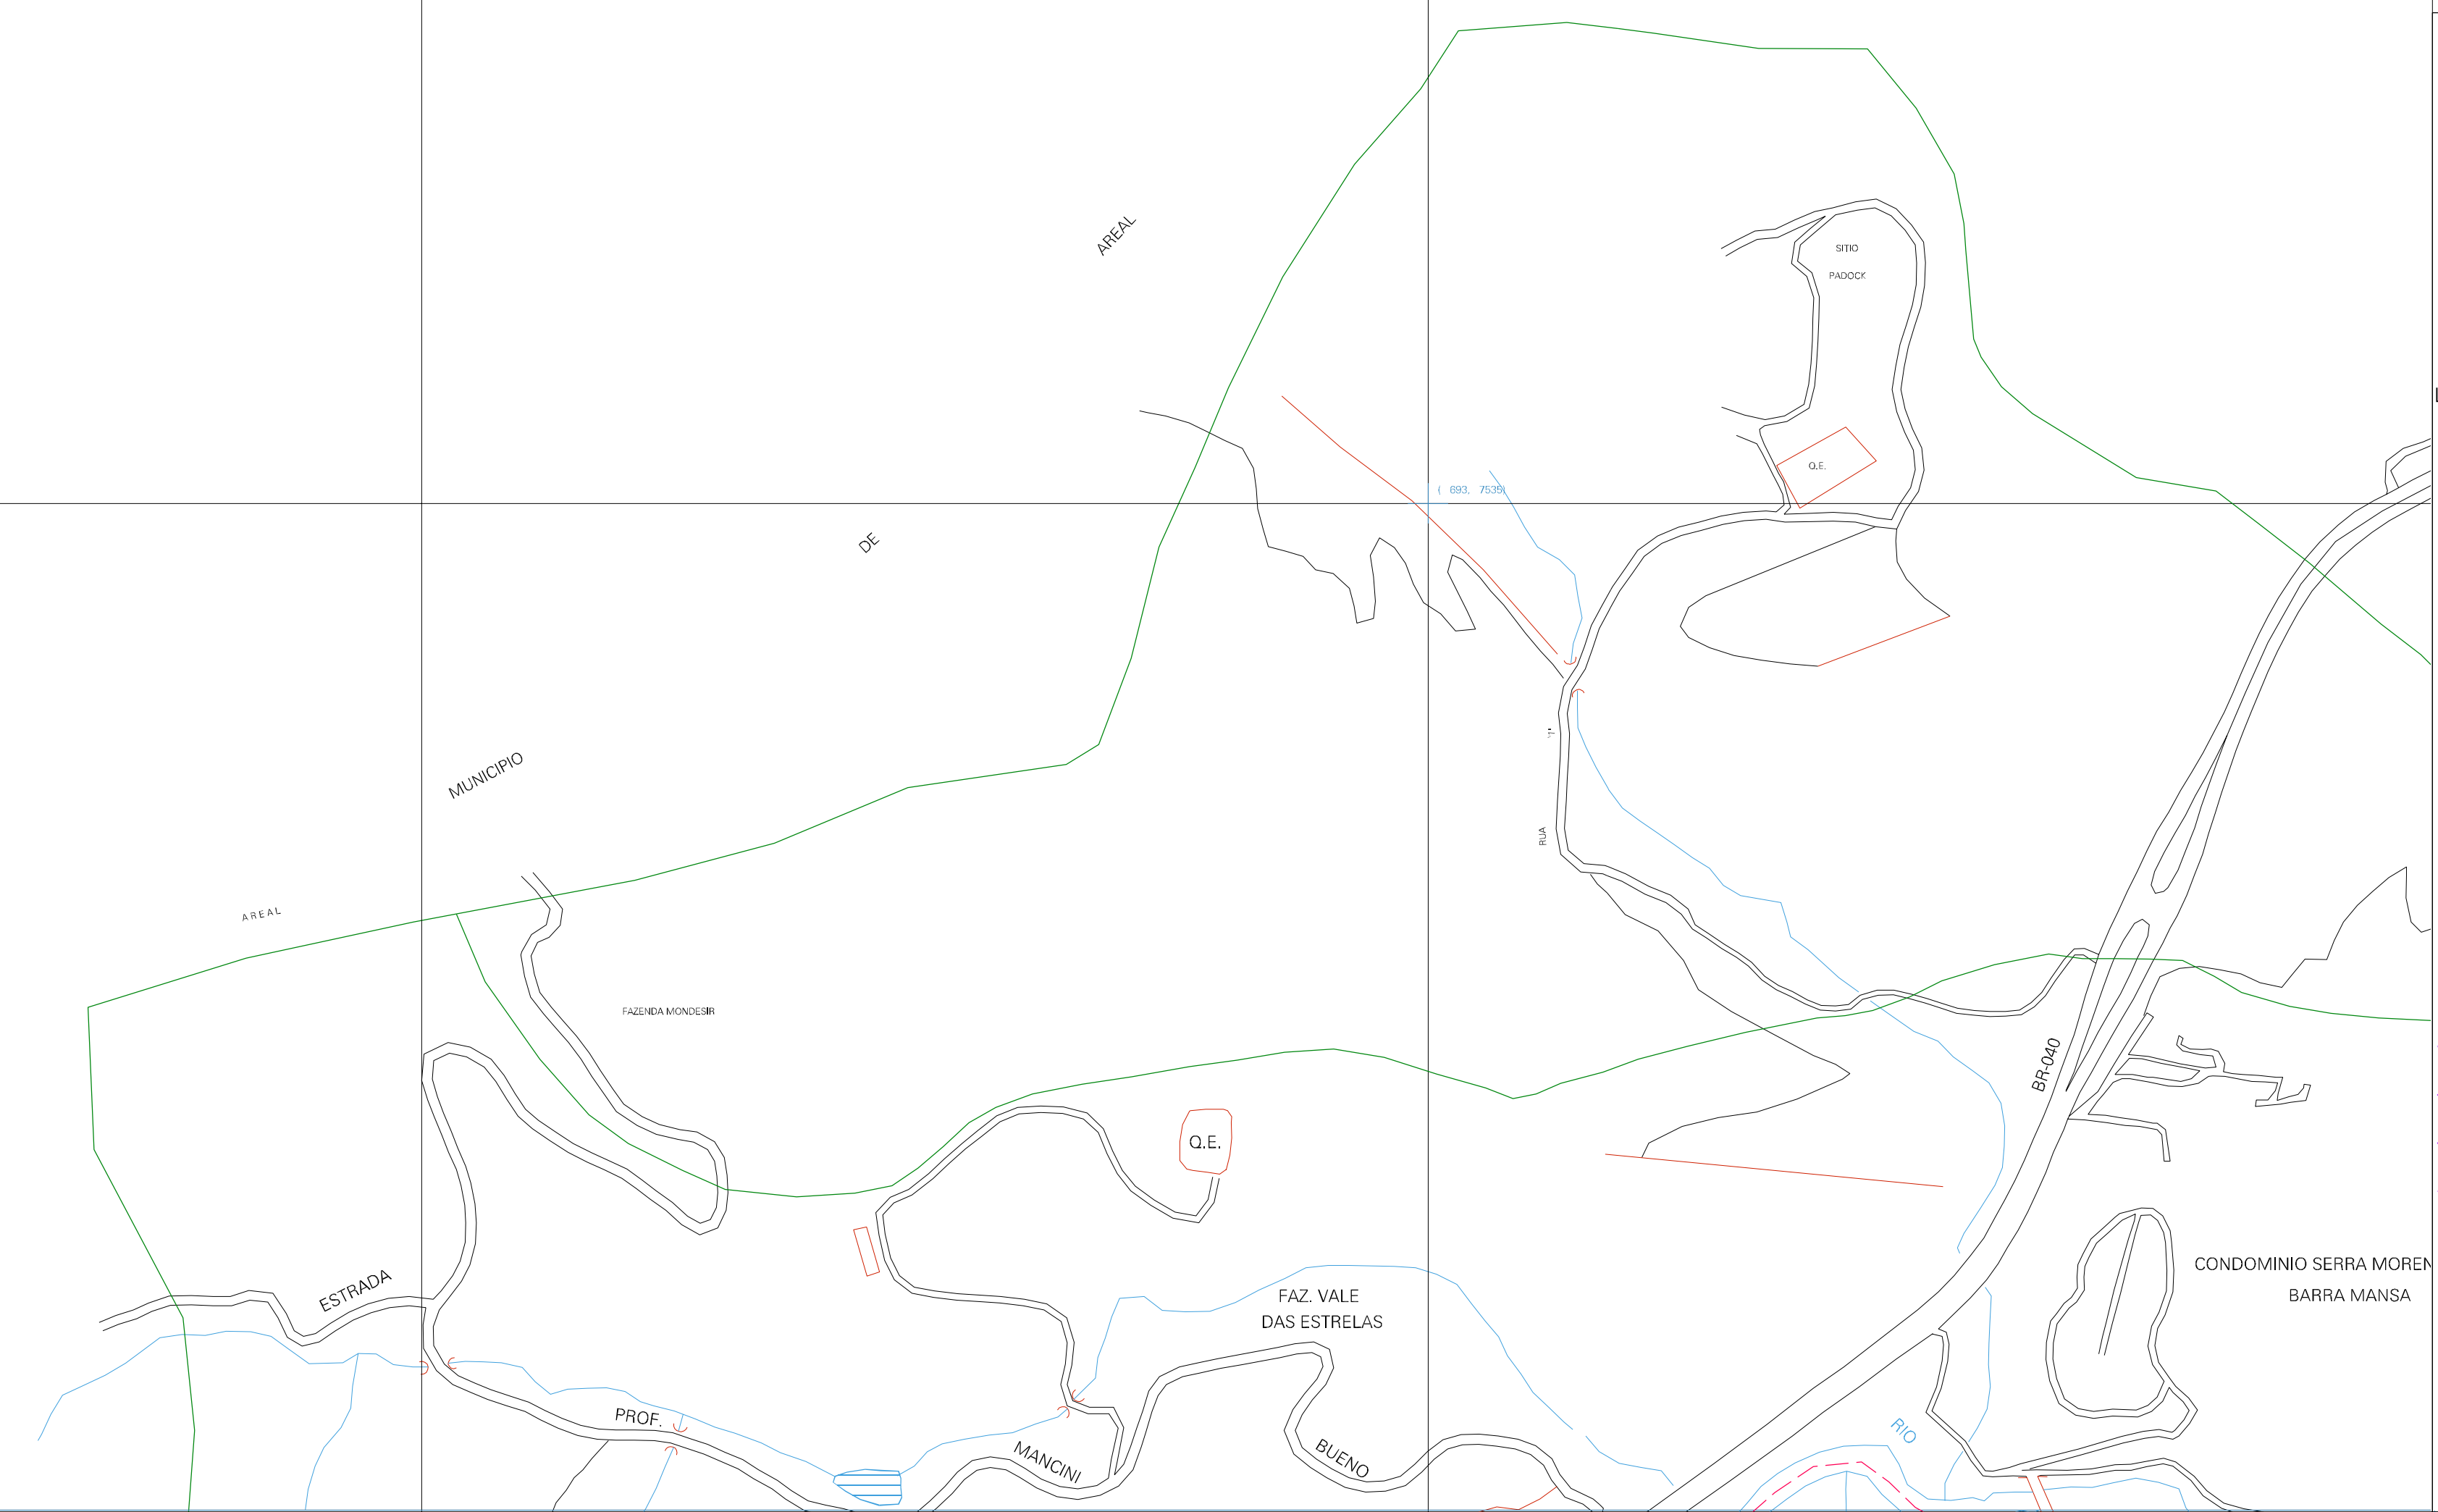 AREAL
SITIO
PADOCK
Q.E.
( 693, 7535)
DE
MUNICIPIO
RUA
AREAL
FAZENDA MONDESIR
BR-040
Q.E.
CONDOMINIO SERRA MOREN
BARRA MANSA
ESTRADA
FAZ. VALE
DAS ESTRELAS
PROF.
MANCINI
BUENO
RIO